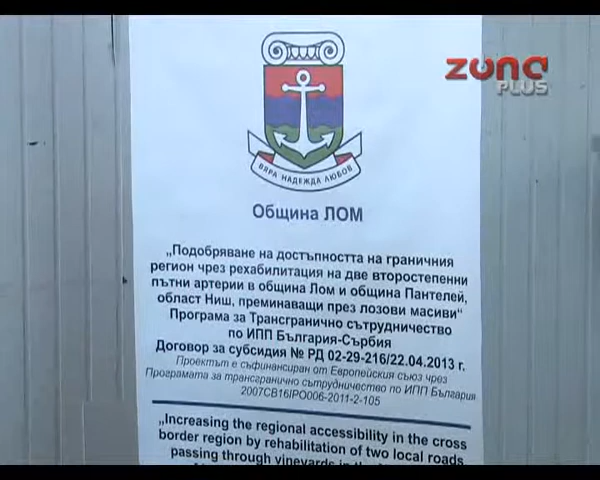 ZONA
PLUS
ВЯРА НАДЕЖДА ЛЮБОВ
Община ЛОМ
„Подобряване на достъпността на граничния
регион чрез рехабилитация на две второстепенни
пътни артерии в община Лом и община Пантелей,
област Ниш, преминаващи през лозови масиви“
Програма за Трансгранично сътрудничество
по ИПП България-Сърбия
Договор за субсидия № РД 02-29-216/22.04.2013 г.
Проектът е съфинансиран от Европейския съюз чрез
Програмата за трансгранично сътрудничество по ИПП България
2007CB16IPO006-2011-2-105
„Increasing the regional accessibility in the cross
border region by rehabilitation of two local roads
passing through vineyards in the